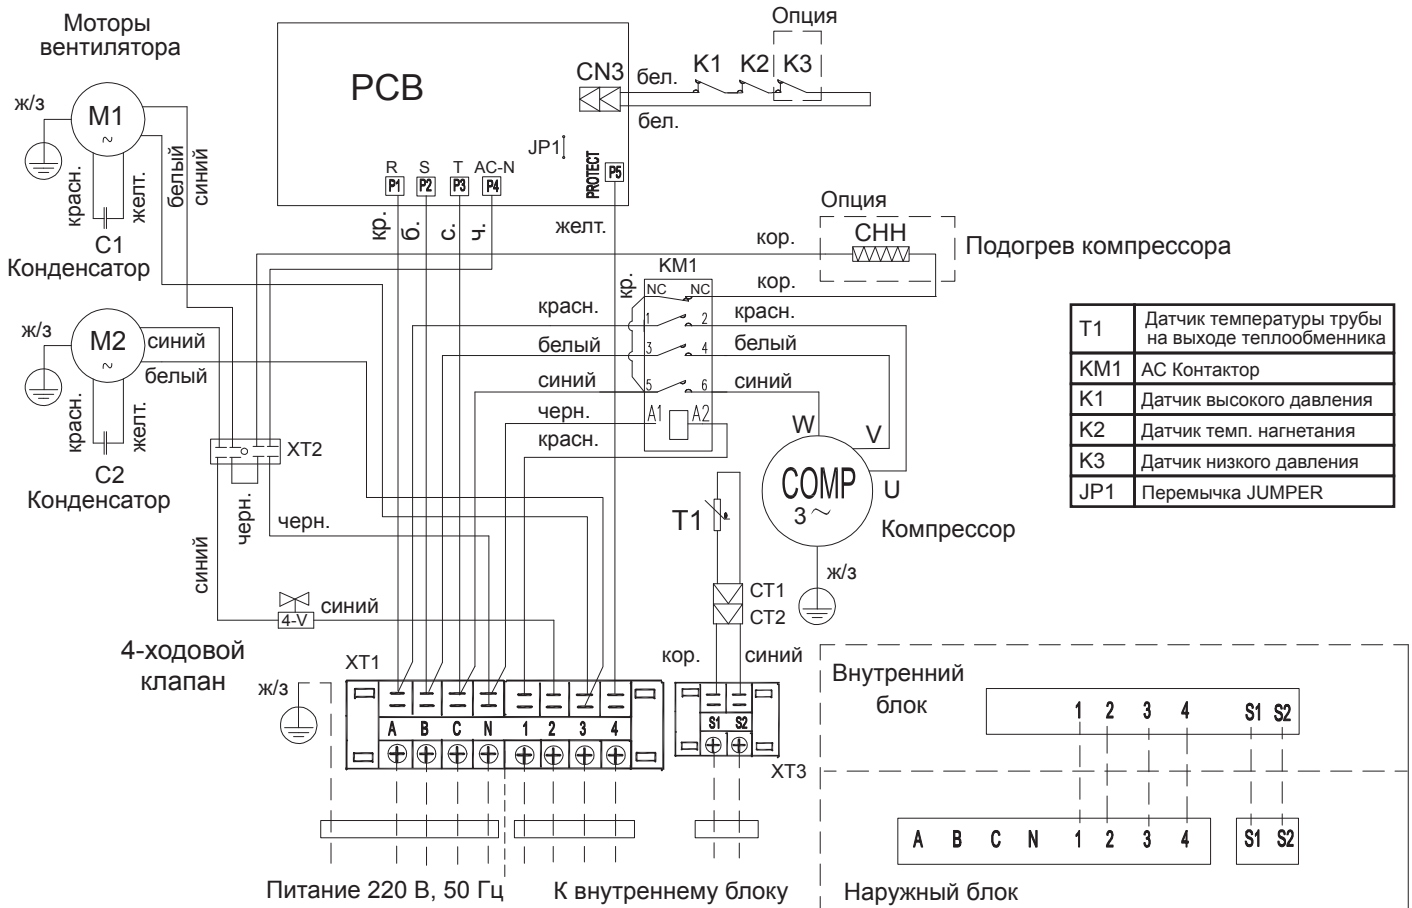 Моторы
вентилятора
Опция
PCB
CN3
бел.
K1
K2
K3
бел.
ж/з
M1
~
JP1
PROTECT
P5
R
S
T
AC-N
P1
P2
P3
P4
красн.
желт.
белый
синий
C1
Конденсатор
кр.
б.
с.
ч.
желт.
Опция
CHH
кор.
Подогрев компрессора
KM1
кр.
NC
NC
кор.
ж/з
M2
~
синий
белый
красн.
1
2
красн.
белый
3
4
белый
синий
5
6
синий
черн.
A1
A2
красн.
красн.
желт.
C2
Конденсатор
XT2
W
V
U
COMP
3 ~
Компрессор
ж/з
T1
Датчик температуры трубы
на выходе теплообменника
KM1
АС Контактор
K1
Датчик высокого давления
K2
Датчик темп. нагнетания
K3
Датчик низкого давления
JP1
Перемычка JUMPER
черн.
черн.
синий
T1
CT1
CT2
4-V
синий
4-ходовой
клапан
кор.
синий
ж/з
XT1
A
B
C
N
1
2
3
4
S1
S2
XT3
Питание 220 В, 50 Гц
К внутреннему блоку
Внутренний
блок
1
2
3
4
S1
S2
A
B
C
N
1
2
3
4
S1
S2
Наружный блок